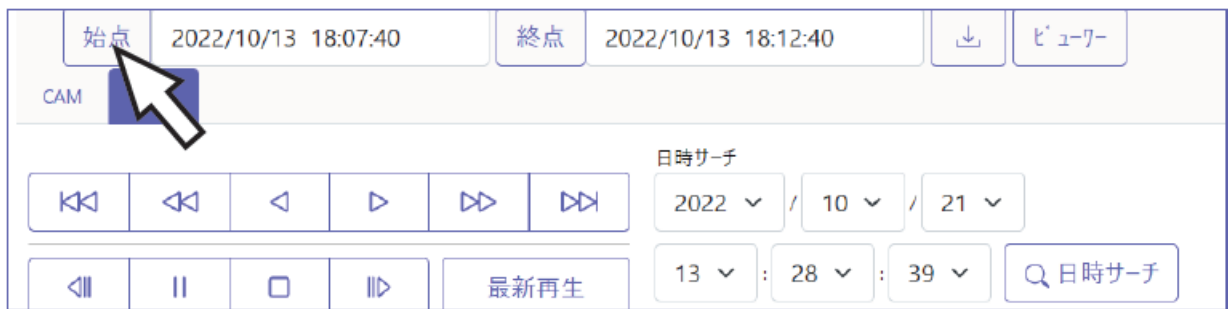 始点 2022/10/13 18:07:40 終点 2022/10/13 18:12:40 ﾋﾞｭｰﾜｰ
CAM
日時ｻｰﾁ
2022 / 10 / 21
最新再生 13 : 28 : 39 日時ｻｰﾁ